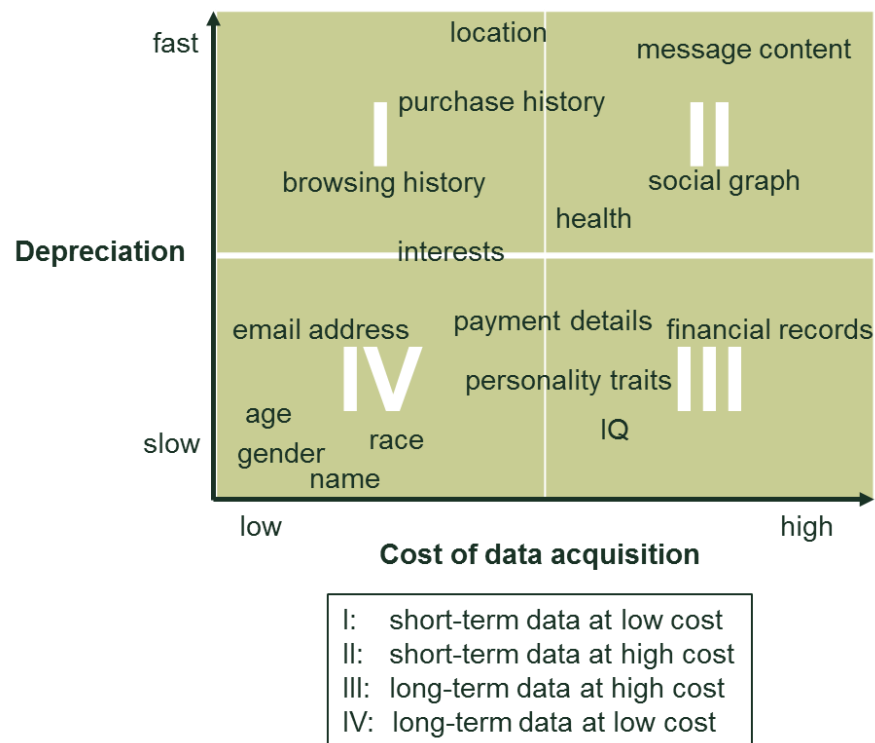 fast
location
message content
purchase history
I
II
browsing history
social graph
health
Depreciation
interests
email address
payment details
financial records
IV
personality traits
III
age
IQ
slow
gender
race
name
low
high
Cost of data acquisition
I: short-term data at low cost
II: short-term data at high cost
III: long-term data at high cost
IV: long-term data at low cost